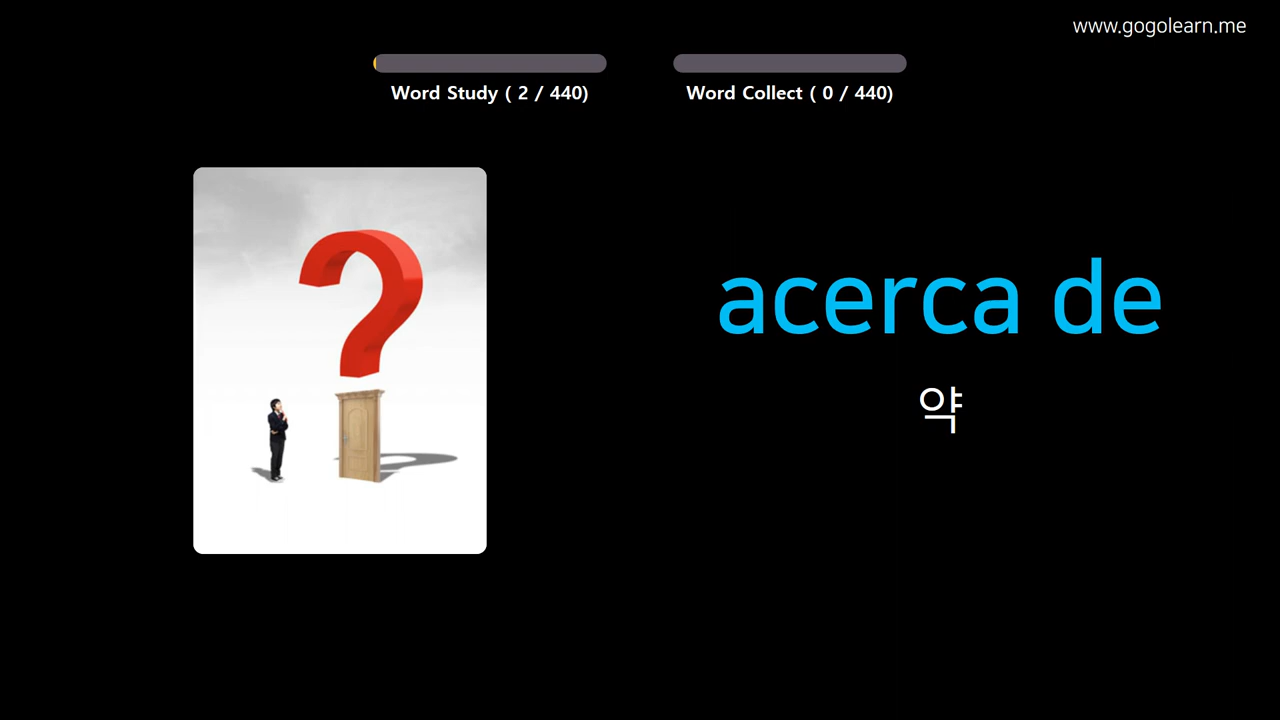 www.gogolearn.me
Word Study ( 2 / 440)
Word Collect ( 0 / 440)
acerca de
약